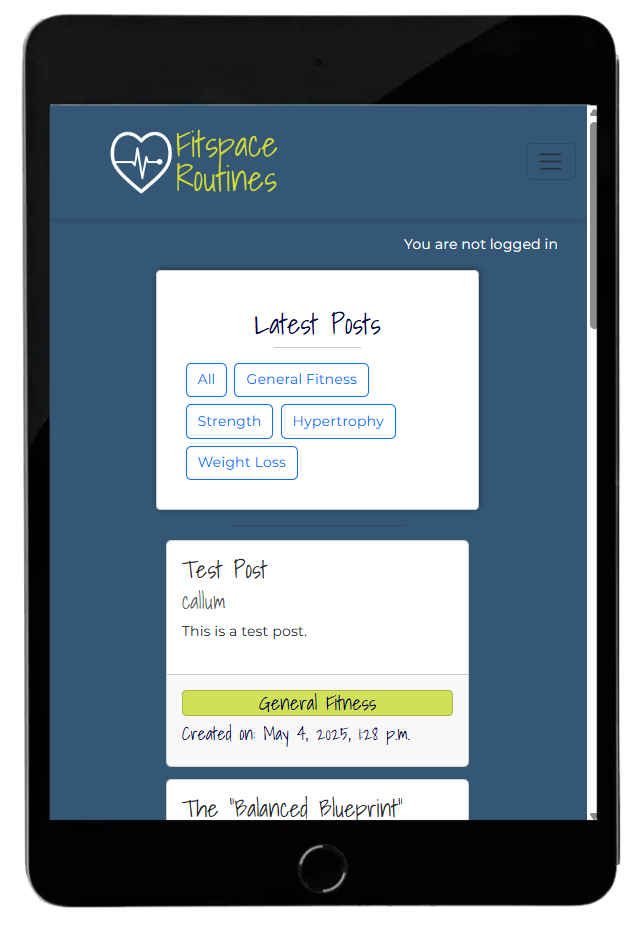 Fitspace
Routines
You are not logged in
Latest Posts
All
General Fitness
Strength
Hypertrophy
Weight Loss
Test Post
callum
This is a test post.
General Fitness
Created on: May 4, 2025, 1:28 p.m.
The "Balanced Blueprint"